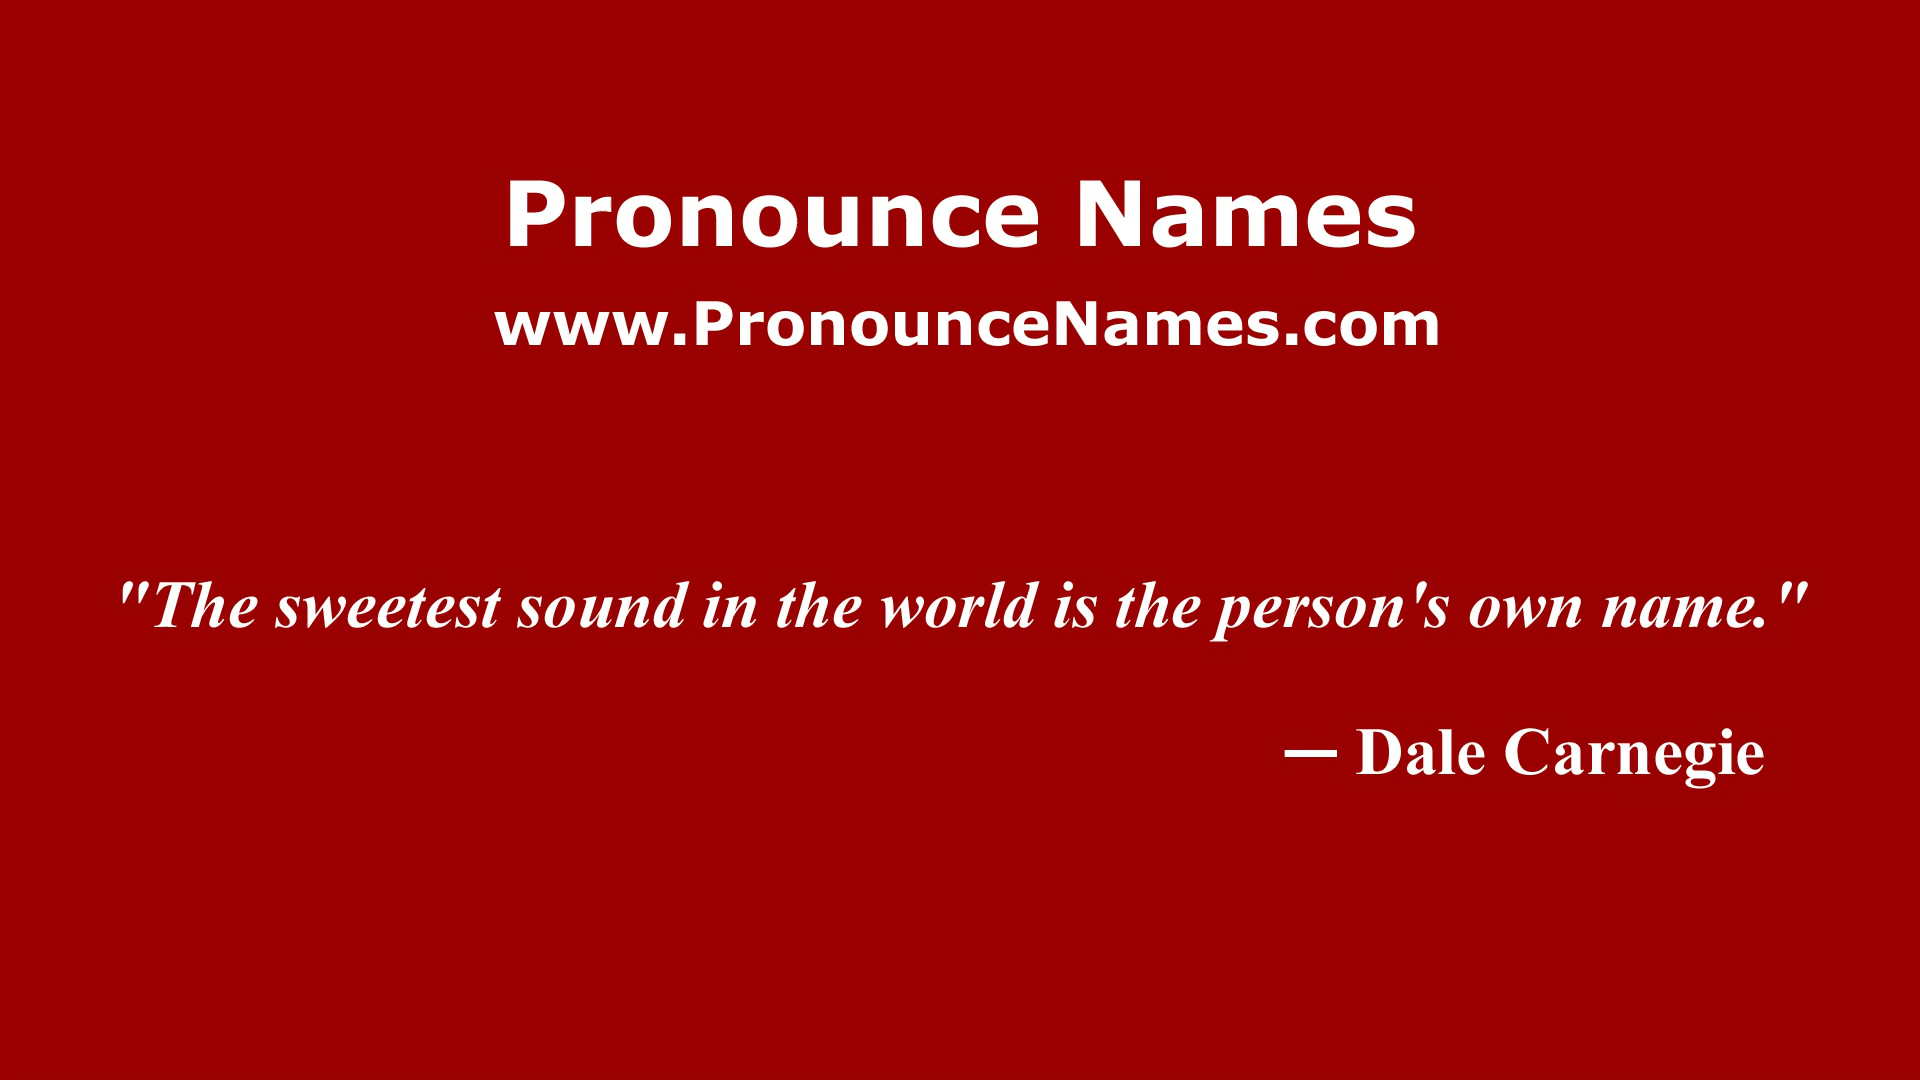 Pronounce Names
www.PronounceNames.com
"The sweetest sound in the world is the person's own name."
— Dale Carnegie